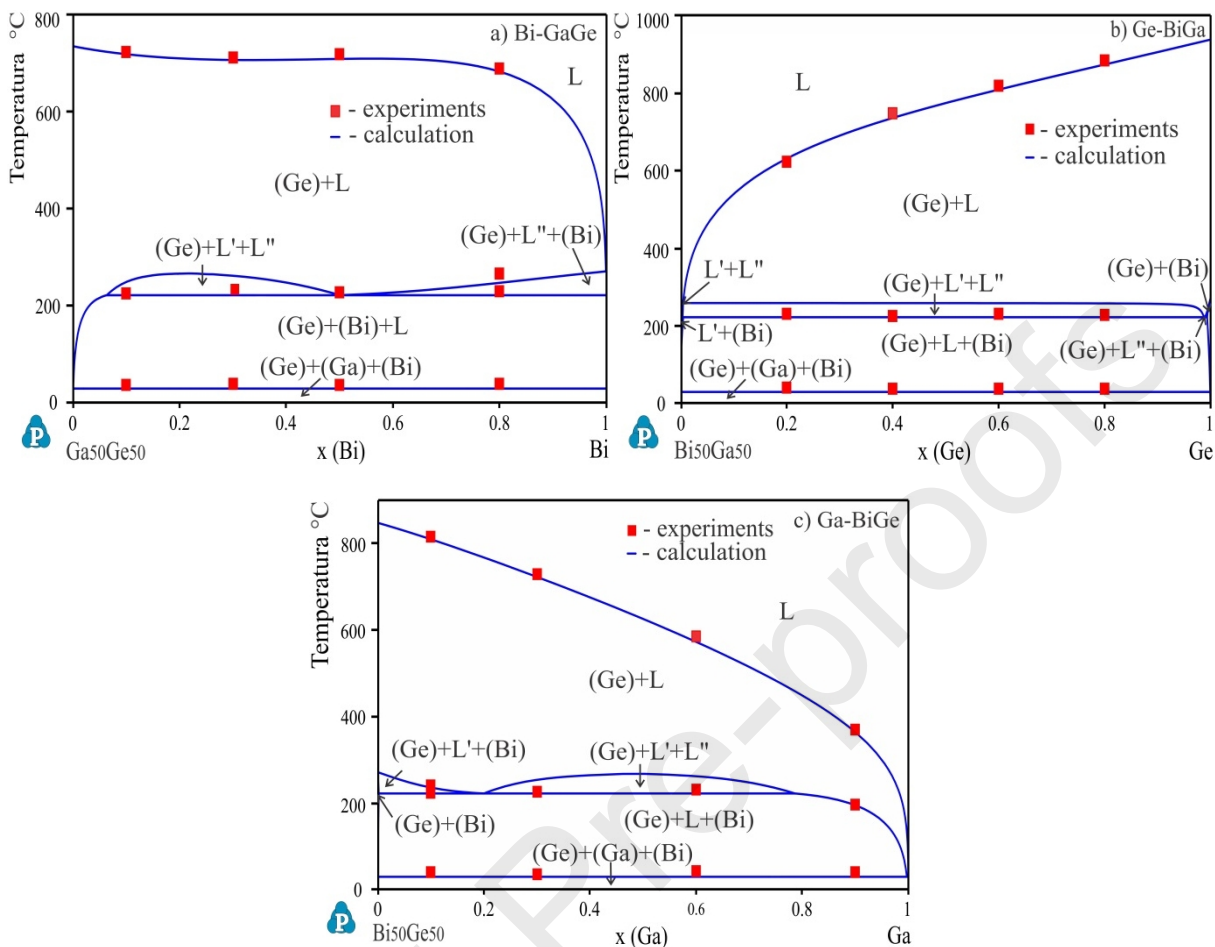 800
600
400
200
0
Temperatura °C
a) Bi-GaGe
L
- experiments
- calculation
(Ge)+L
(Ge)+L'+L"
(Ge)+L"+(Bi)
(Ge)+(Bi)+L
(Ge)+(Ga)+(Bi)
0 0.2 0.4 0.6 0.8 1
P
Ga50Ge50 x (Bi) Bi
1000
800
600
400
200
0
Temperatura °C
b) Ge-BiGa
L
- experiments
- calculation
(Ge)+L
L'+L"
(Ge)+L'+L"
(Ge)+(Bi)
L'+(Bi)
(Ge)+L+(Bi)
(Ge)+L"+(Bi)
(Ge)+(Ga)+(Bi)
0 0.2 0.4 0.6 0.8 1
P
Bi50Ga50 x (Ge) Ge
800
600
400
200
0
Temperatura °C
- experiments
c) Ga-BiGe
- calculation
L
(Ge)+L
(Ge)+L'+(Bi)
(Ge)+L'+L"
(Ge)+(Bi)
(Ge)+L+(Bi)
(Ge)+(Ga)+(Bi)
0 0.2 0.4 0.6 0.8 1
P
Bi50Ge50 x (Ga) Ga
Pre-proofs